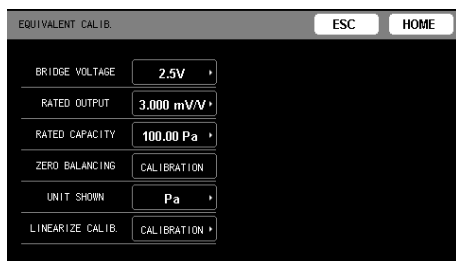 EQUIVALENT CALIB. ESC HOME
BRIDGE VOLTAGE 2.5V
RATED OUTPUT 3.000 mV/V
RATED CAPACITY 100.00 Pa
ZERO BALANCING CALIBRATION
UNIT SHOWN Pa
LINEARIZE CALIB. CALIBRATION